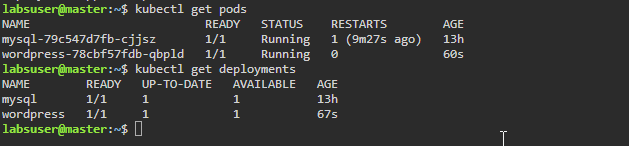 labsuser@master:~$ kubectl get pods
NAME                         READY   STATUS    RESTARTS        AGE
mysql-79c547d7fb-cjjsz       1/1     Running   1 (9m27s ago)   13h
wordpress-78cbf57fdb-qbpld   1/1     Running   0               60s
labsuser@master:~$ kubectl get deployments
NAME        READY   UP-TO-DATE   AVAILABLE   AGE
mysql       1/1     1            1           13h
wordpress   1/1     1            1           67s
labsuser@master:~$